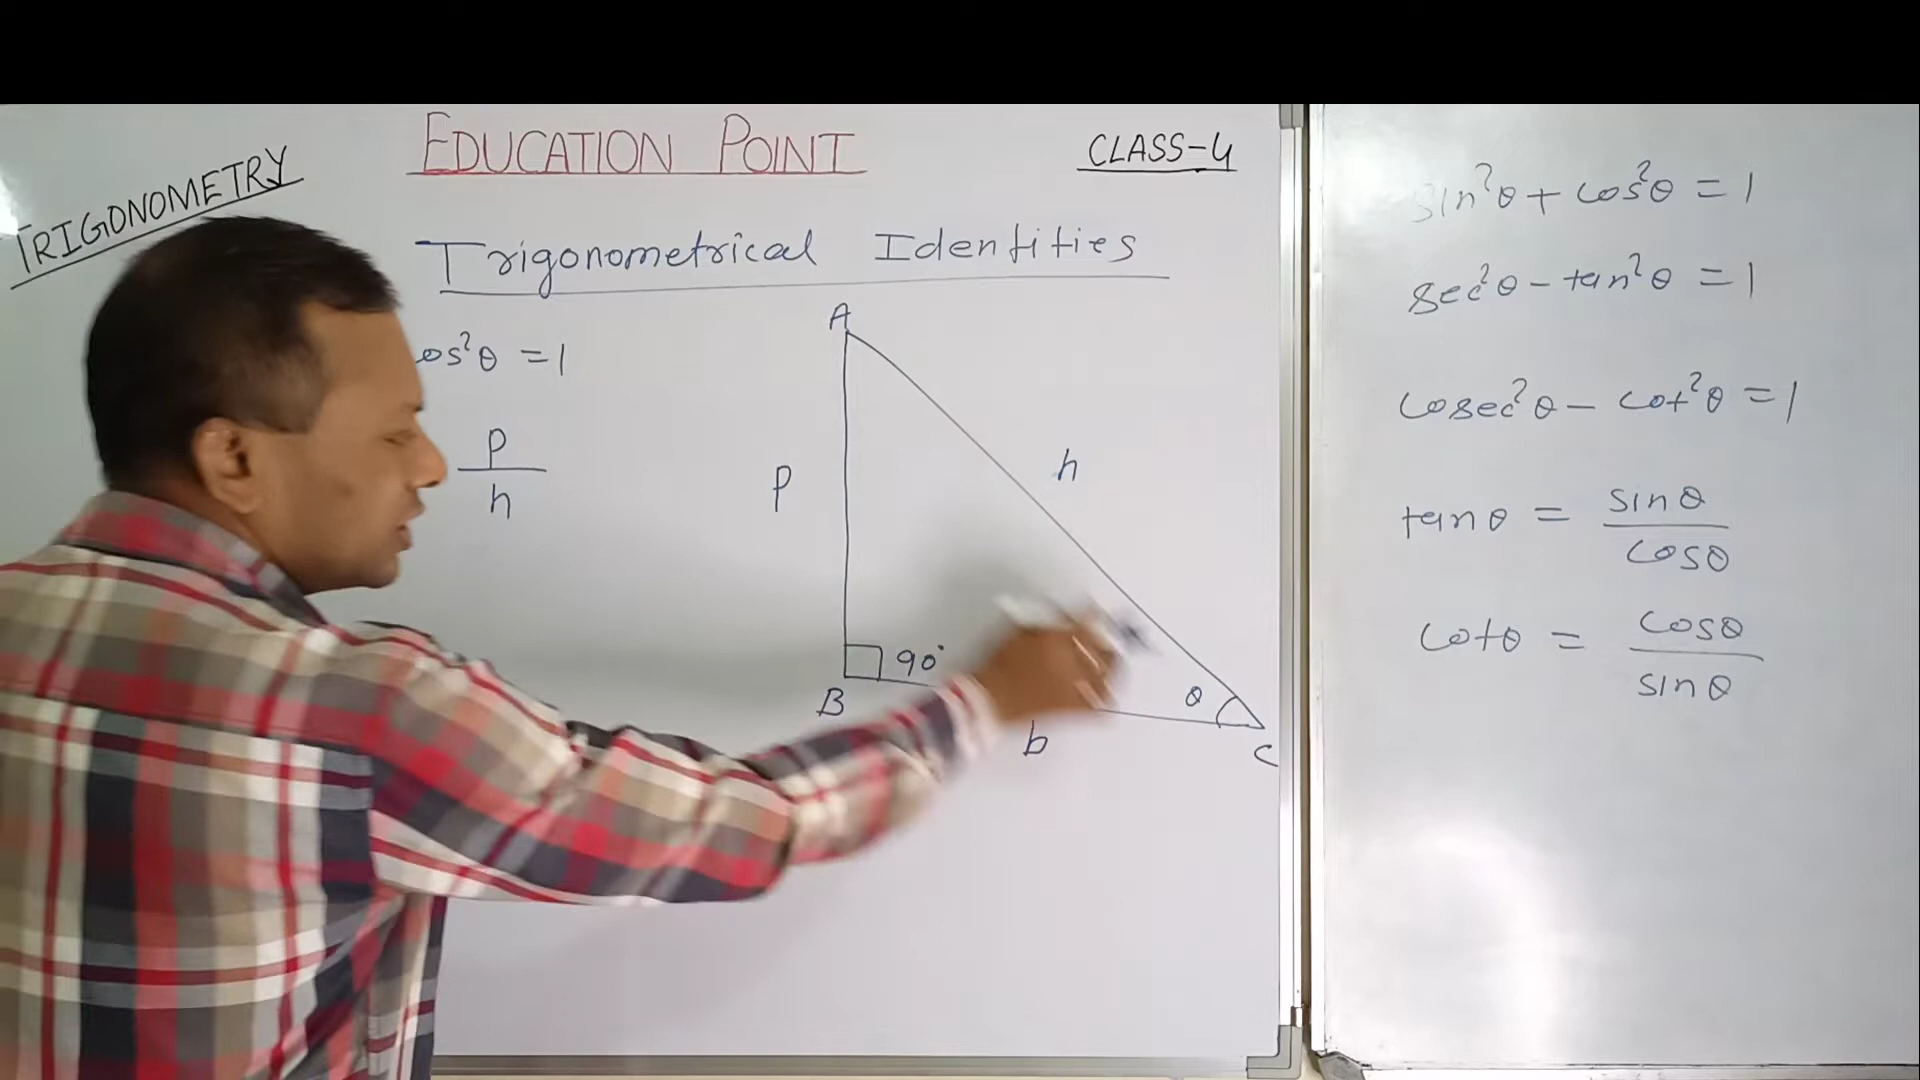 TRIGONOMETRY
EDUCATION POINT
CLASS-4
Trigonometrical Identities
os²θ = 1
p
h
A
p
h
90°
θ
B
b
C
sin²θ + cos²θ = 1
sec²θ - tan²θ = 1
cosec²θ - cot²θ = 1
tanθ = sinθ
cosθ
cotθ = cosθ
sinθ